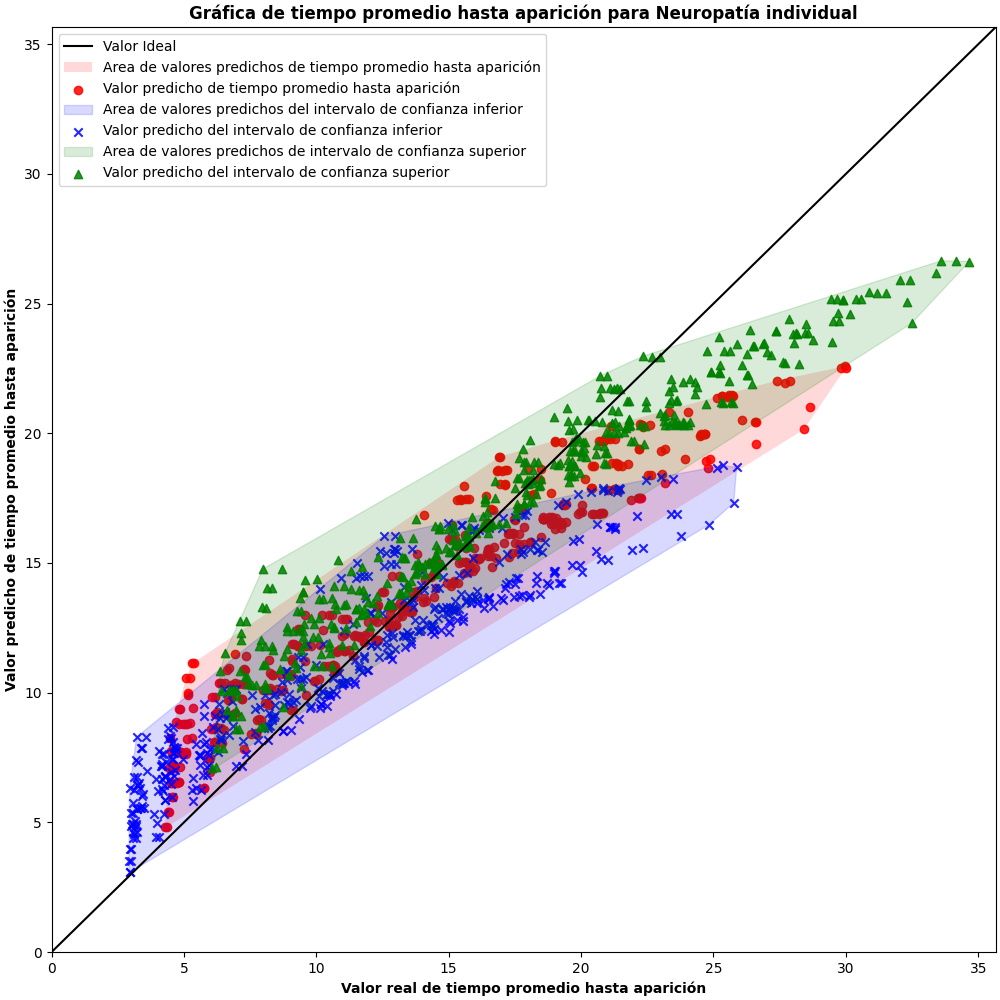 Gráfica de tiempo promedio hasta aparición para Neuropatía individual
Valor Ideal
Area de valores predichos de tiempo promedio hasta aparición
Valor predicho de tiempo promedio hasta aparición
Area de valores predichos del intervalo de confianza inferior
Valor predicho del intervalo de confianza inferior
Area de valores predichos de intervalo de confianza superior
Valor predicho del intervalo de confianza superior
Valor predicho de tiempo promedio hasta aparición
35
30
25
20
15
10
5
0
0 5 10 15 20 25 30 35
Valor real de tiempo promedio hasta aparición